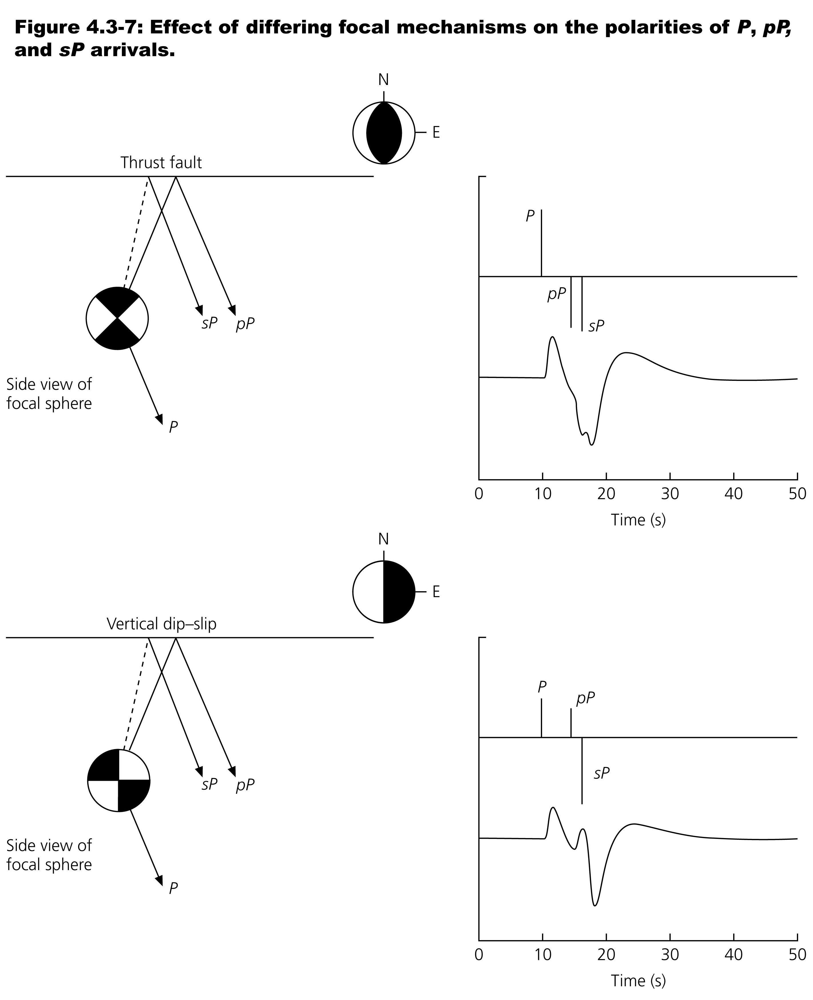 Figure 4.3-7: Effect of differing focal mechanisms on the polarities of P, pP,
and sP arrivals.
N
E
Thrust fault
P
pP
sP
sP
pP
Side view of
focal sphere
P
0 10 20 30 40 50
Time (s)
N
E
Vertical dip–slip
P
pP
sP
sP
pP
Side view of
focal sphere
P
0 10 20 30 40 50
Time (s)